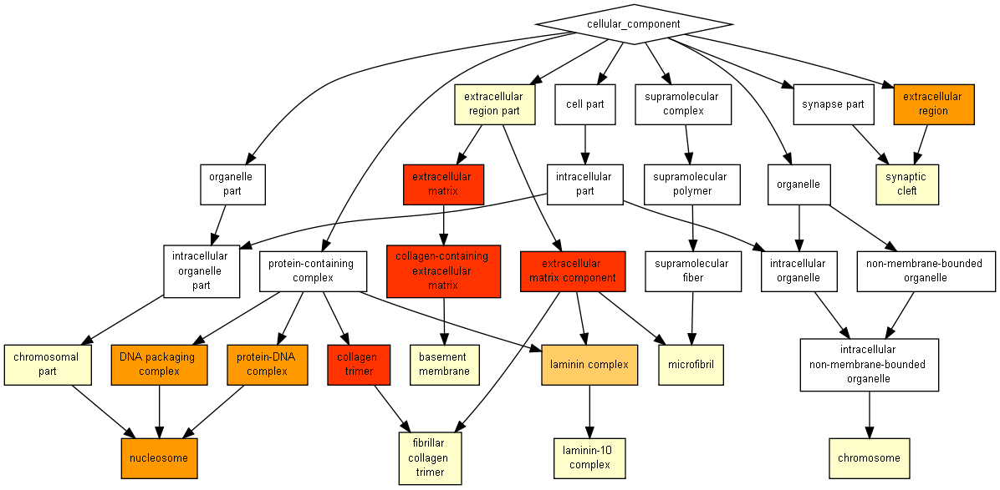 cellular_component
extracellular
region part
cell part
supramolecular
complex
synapse part
extracellular
region
organelle
part
extracellular
matrix
intracellular
part
supramolecular
polymer
organelle
synaptic
cleft
intracellular
organelle
part
protein-containing
complex
collagen-containing
extracellular
matrix
extracellular
matrix component
supramolecular
fiber
intracellular
organelle
non-membrane-bounded
organelle
chromosomal
part
DNA packaging
complex
protein-DNA
complex
collagen
trimer
basement
membrane
laminin complex
microfibril
intracellular
non-membrane-bounded
organelle
nucleosome
fibrillar
collagen
trimer
laminin-10
complex
chromosome